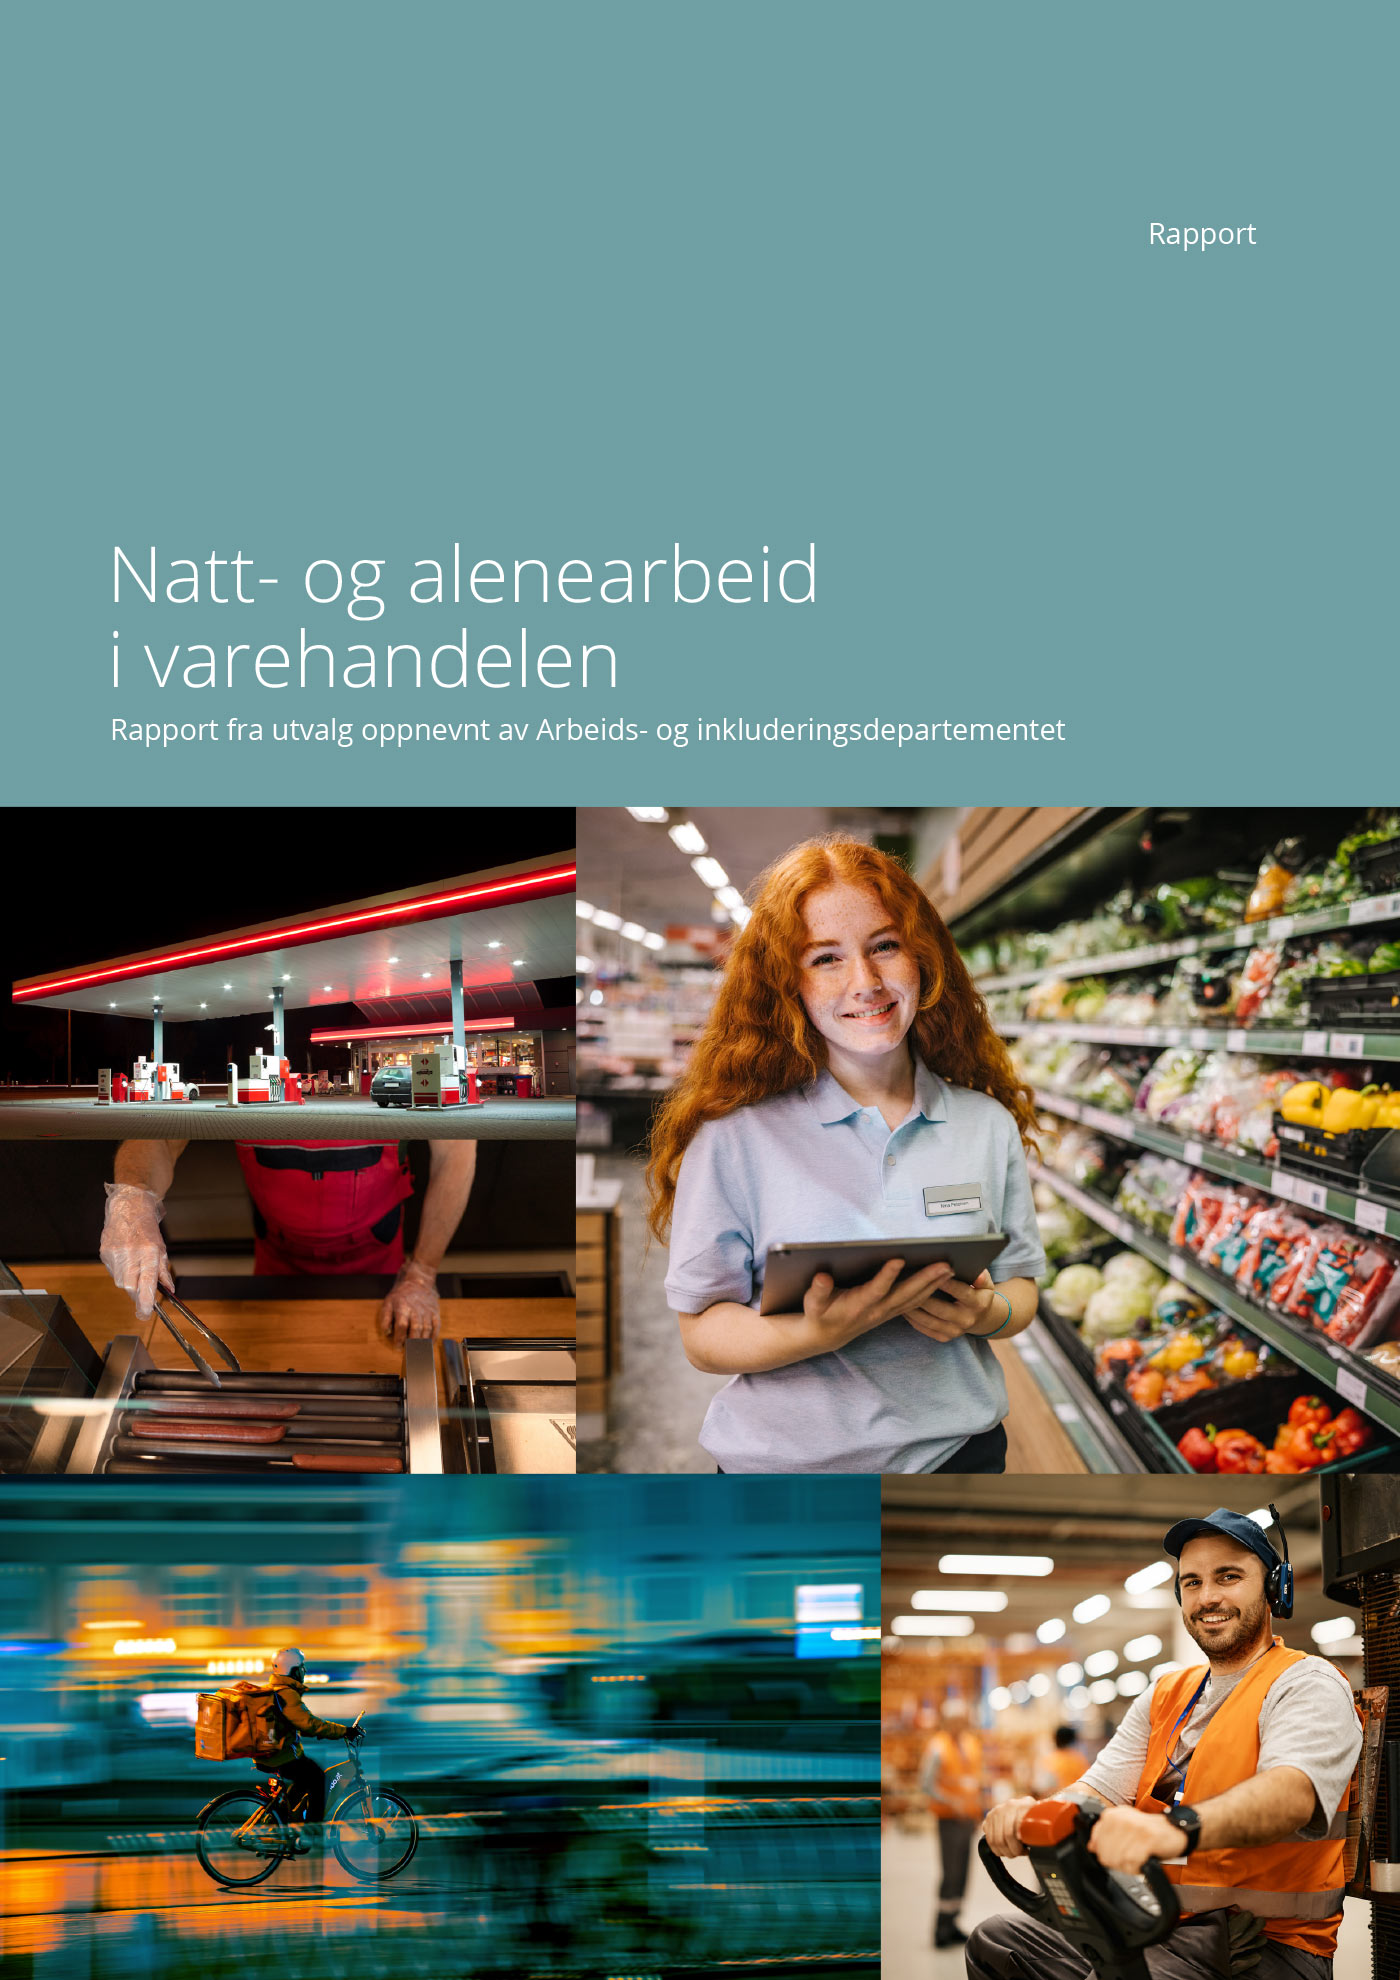 Rapport
Natt- og alenearbeid
i varehandelen
Rapport fra utvalg oppnevnt av Arbeids- og inkluderingsdepartementet